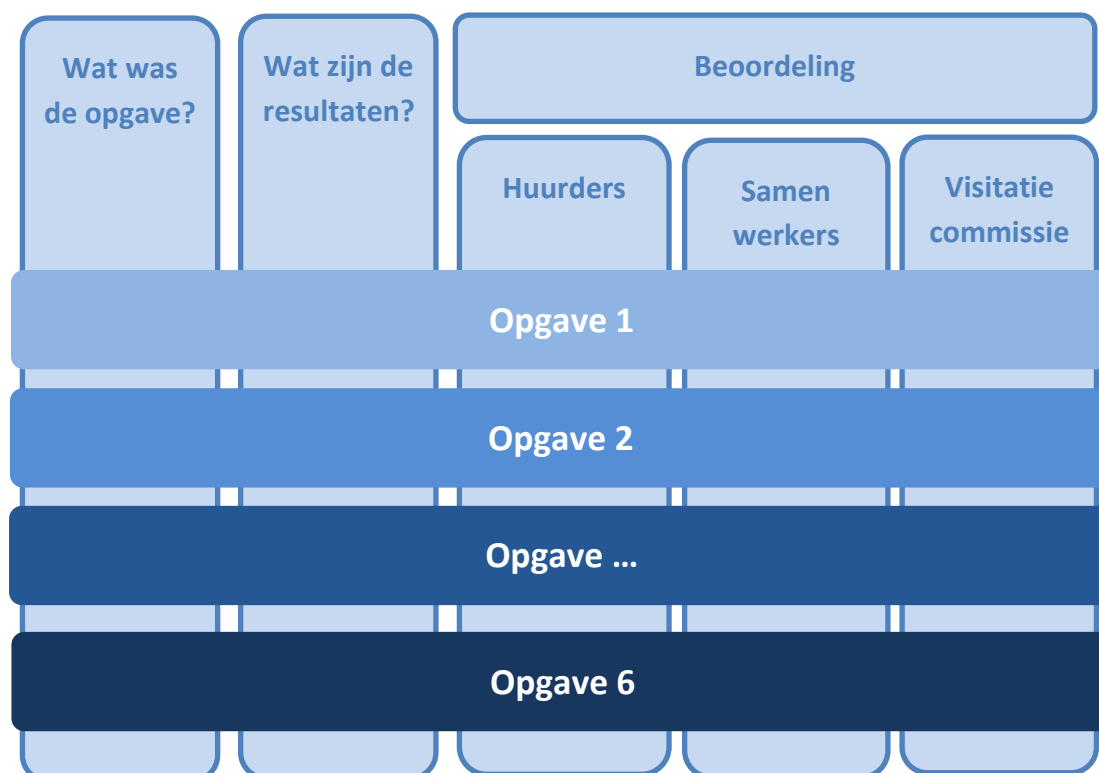 Wat was
de opgave?
Wat zijn de
resultaten?
Beoordeling
Huurders
Samen
werkers
Visitatie
commissie
Opgave 1
Opgave 2
Opgave ...
Opgave 6